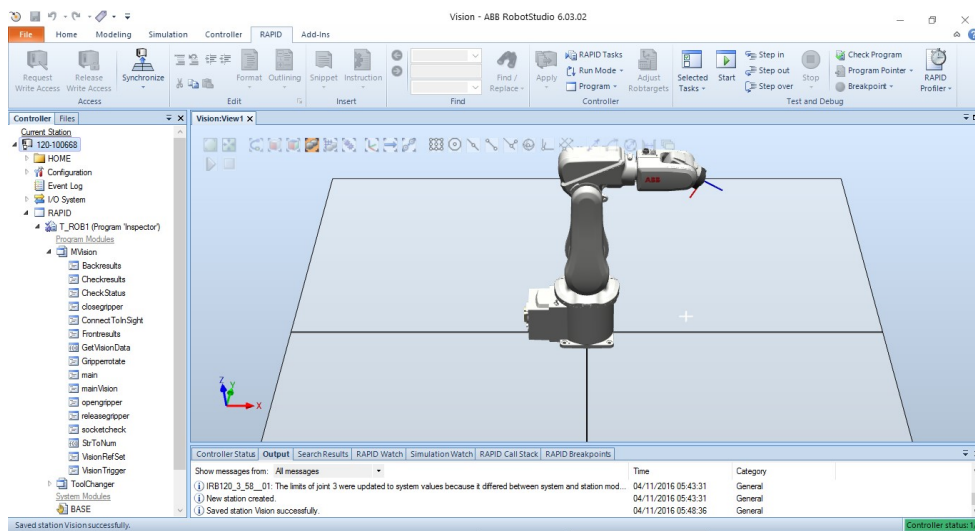 Vision - ABB RobotStudio 6.03.02
File Home Modeling Simulation Controller RAPID Add-Ins
Request Write Access
Release Write Access
Synchronize
Access
Format Outlining
Edit
Snippet Instruction
Insert
Find / Replace
Find
Apply
RAPID Tasks
Run Mode
Program
Adjust Robtargets
Controller
Selected Tasks
Start
Step in
Step out
Step over
Stop
Check Program
Program Pointer
Breakpoint
Test and Debug
RAPID Profiler
Controller Files
Vision:View1 X
Current Station
120-100668
HOME
Configuration
Event Log
I/O System
RAPID
T_ROB1 (Program 'Inspector')
Program Modules
MVision
Backresults
Checkresults
CheckStatus
closegripper
ConnectToInSight
Frontresults
GetVisionData
Gripperrotate
main
mainVision
opengripper
releasegripper
socketcheck
StrToNum
VisionRefSet
VisionTrigger
ToolChanger
System Modules
BASE
ABB
Z
Y
X
Controller Status Output Search Results RAPID Watch Simulation Watch RAPID Call Stack RAPID Breakpoints
Show messages from: All messages Time Category
IRB120_3_58__01: The limits of joint 3 were updated to system values because it differed between system and station mod... 04/11/2016 05:43:31 General
New station created. 04/11/2016 05:43:31 General
Saved station Vision successfully. 04/11/2016 05:48:36 General
Saved station Vision successfully. Controller status: 1